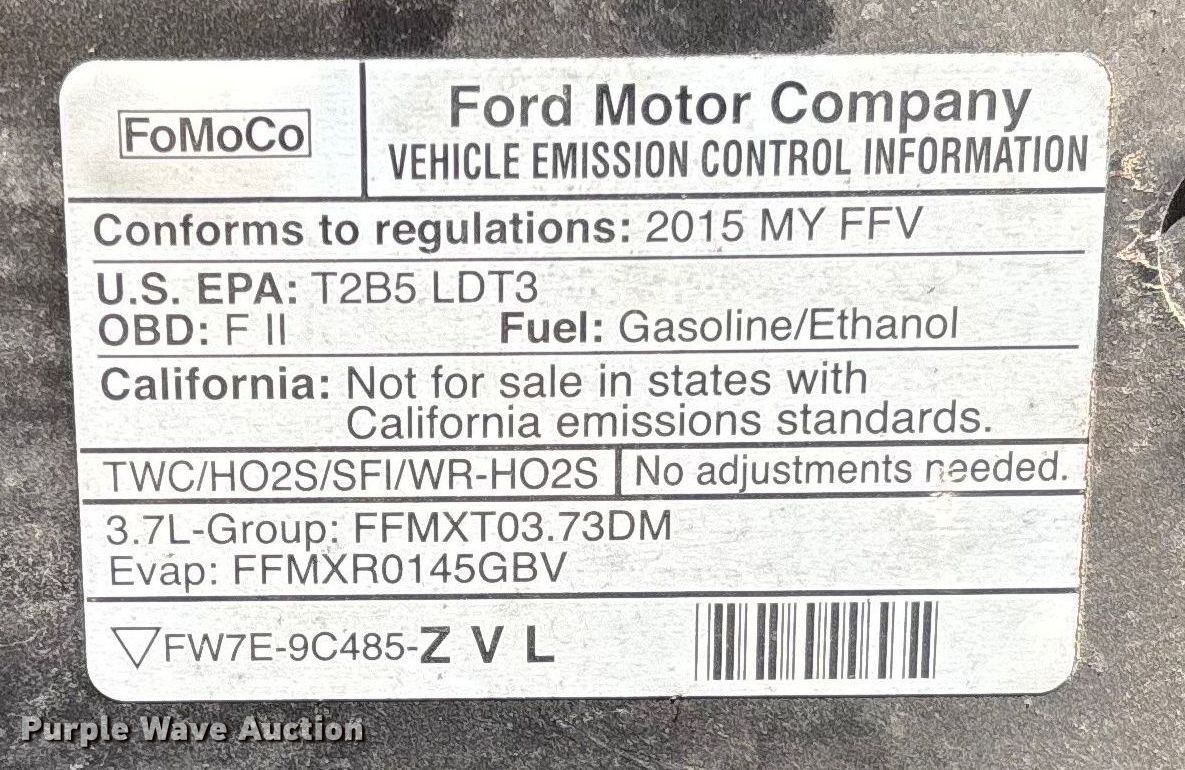 FoMoCo
Ford Motor Company
VEHICLE EMISSION CONTROL INFORMATION
Conforms to regulations: 2015 MY FFV
U.S. EPA: T2B5 LDT3
OBD: F II Fuel: Gasoline/Ethanol
California: Not for sale in states with
California emissions standards.
TWC/HO2S/SFI/WR-HO2S No adjustments needed.
3.7L-Group: FFMXT03.73DM
Evap: FFMXR0145GBV
FW7E-9C485-Z V L
Purple Wave Auction